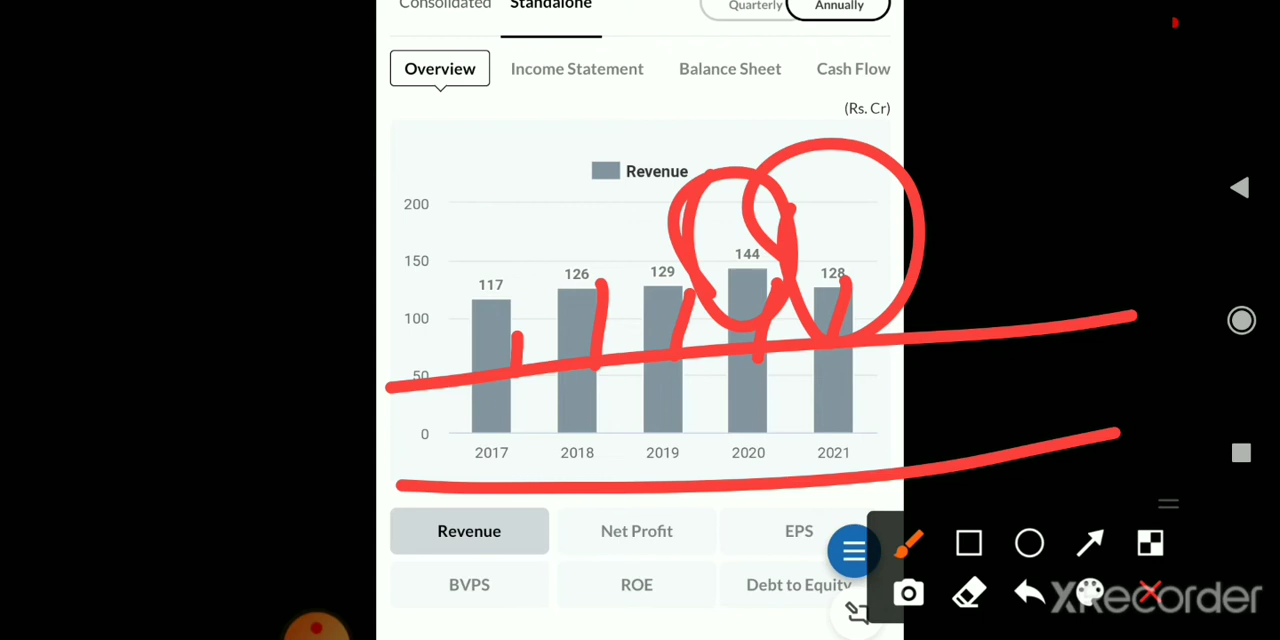 Consolidated Standalone Quarterly Annually
Overview Income Statement Balance Sheet Cash Flow
(Rs. Cr)
Revenue
200
150
100
50
0
117 126 129 144 128
2017 2018 2019 2020 2021
Revenue Net Profit EPS
BVPS ROE Debt to Equity
XRecorder